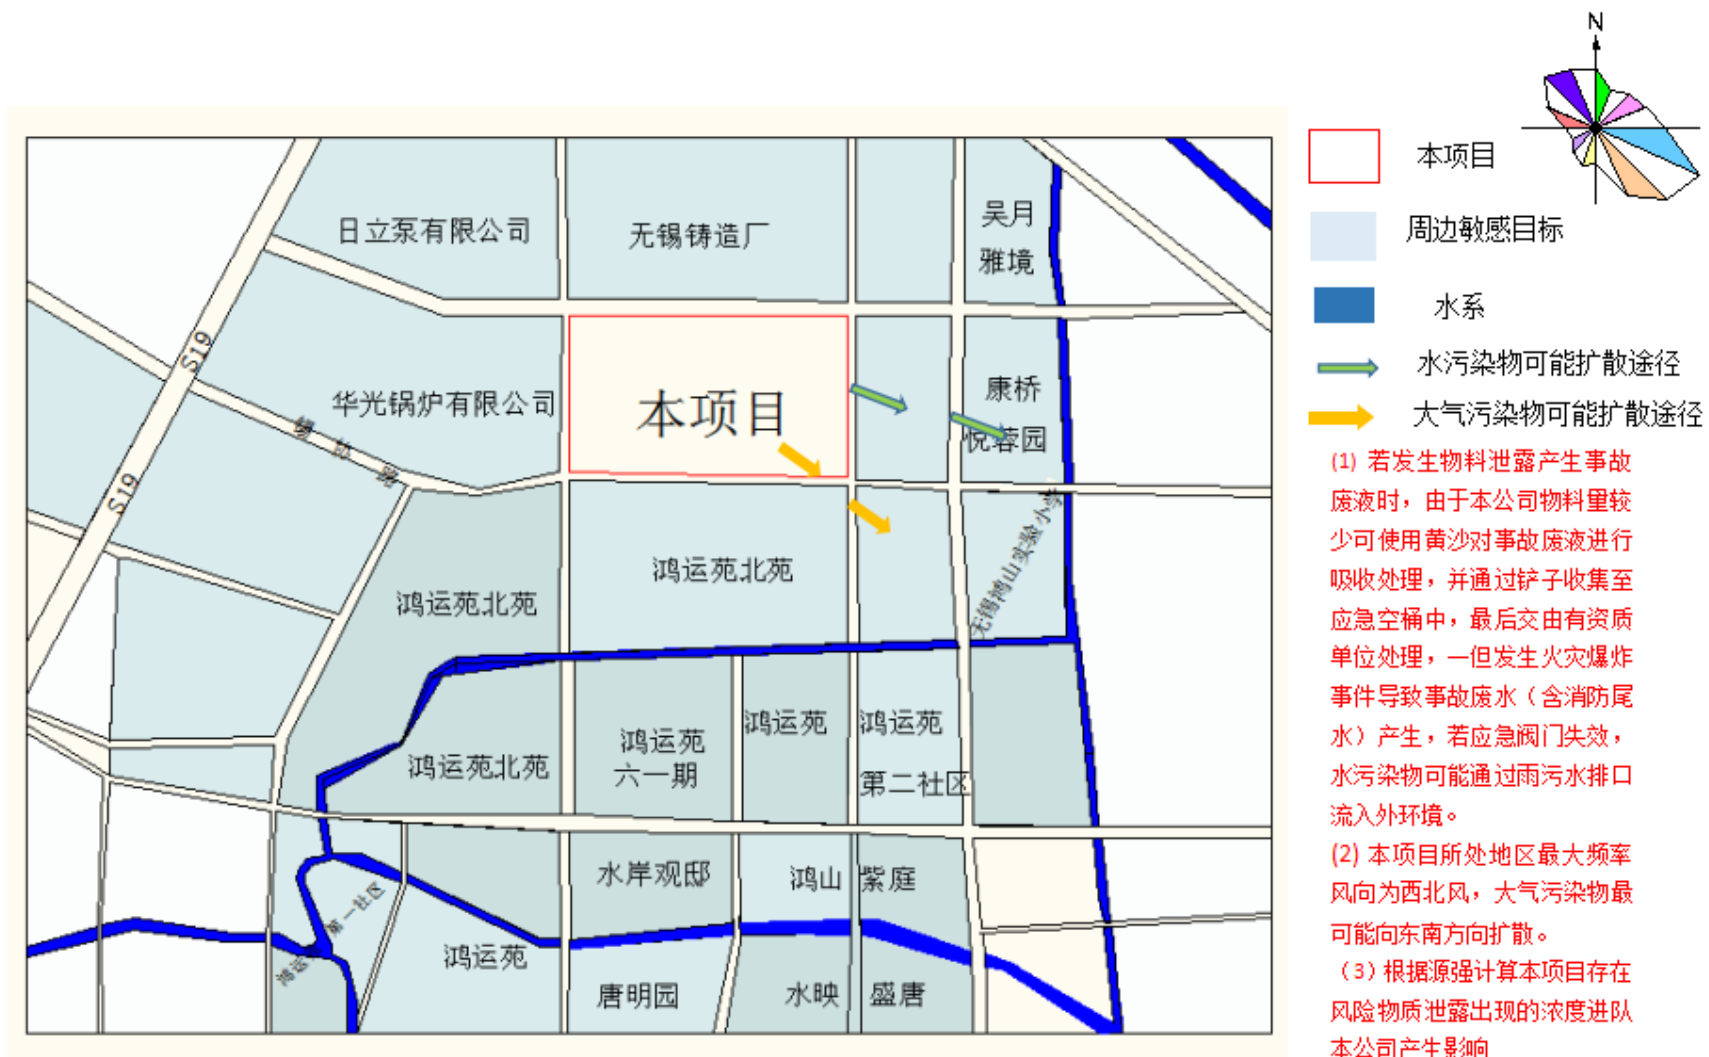 N
本项目
周边敏感目标
水系
水污染物可能扩散途径
大气污染物可能扩散途径
(1) 若发生物料泄露产生事故
废液时，由于本公司物料量较
少可使用黄沙对事故废液进行
吸收处理，并通过铲子收集至
应急空桶中，最后交由有资质
单位处理，一但发生火灾爆炸
事件导致事故废水（含消防尾
水）产生，若应急阀门失效，
水污染物可能通过雨污水排口
流入外环境。
(2) 本项目所处地区最大频率
风向为西北风，大气污染物最
可能向东南方向扩散。
（3）根据源强计算本项目存在
风险物质泄露出现的浓度进队
本公司产生影响
日立泵有限公司
无锡铸造厂
吴月
雅境
S19
华光锅炉有限公司
本项目
康桥
悦蓉园
S19
无锡鸿山实验小学
鸿运苑北苑
鸿运苑北苑
鸿运苑北苑
鸿运苑
六一期
鸿运苑
鸿运苑
第二社区
水岸观邸
鸿山 紫庭
第一社区
鸿运
鸿运苑
唐明园
水映 盛唐